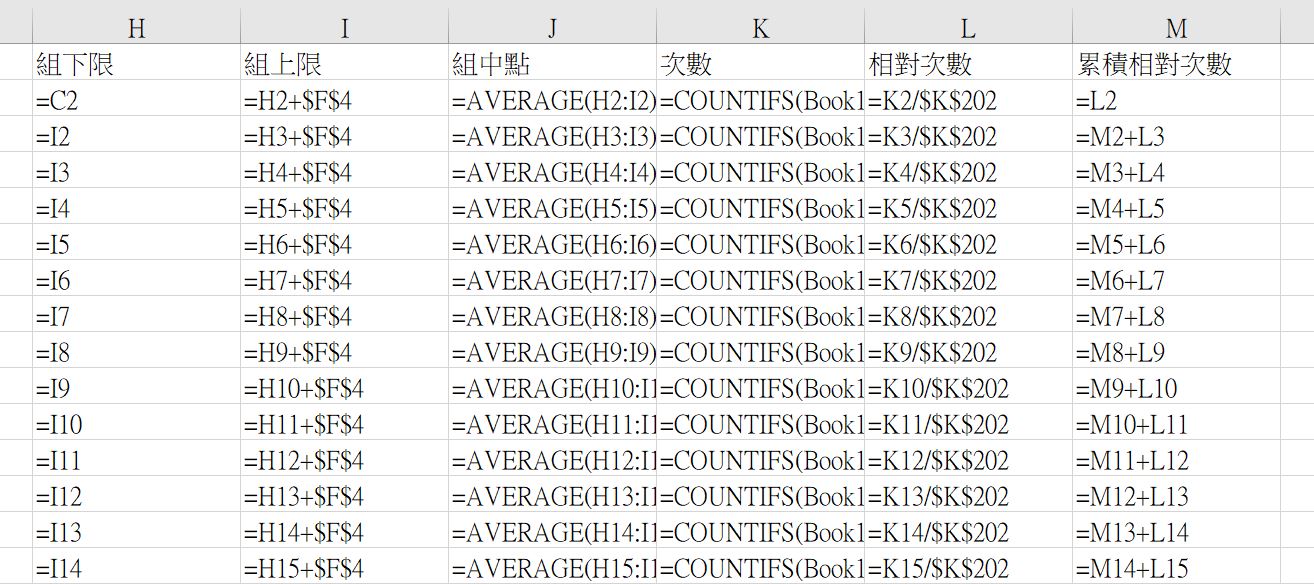 H I J K L M
組下限 組上限 組中點 次數 相對次數 累積相對次數
=C2 =H2+$F$4 =AVERAGE(H2:I2) =COUNTIFS(Book1 =K2/$K$202 =L2
=I2 =H3+$F$4 =AVERAGE(H3:I3) =COUNTIFS(Book1 =K3/$K$202 =M2+L3
=I3 =H4+$F$4 =AVERAGE(H4:I4) =COUNTIFS(Book1 =K4/$K$202 =M3+L4
=I4 =H5+$F$4 =AVERAGE(H5:I5) =COUNTIFS(Book1 =K5/$K$202 =M4+L5
=I5 =H6+$F$4 =AVERAGE(H6:I6) =COUNTIFS(Book1 =K6/$K$202 =M5+L6
=I6 =H7+$F$4 =AVERAGE(H7:I7) =COUNTIFS(Book1 =K7/$K$202 =M6+L7
=I7 =H8+$F$4 =AVERAGE(H8:I8) =COUNTIFS(Book1 =K8/$K$202 =M7+L8
=I8 =H9+$F$4 =AVERAGE(H9:I9) =COUNTIFS(Book1 =K9/$K$202 =M8+L9
=I9 =H10+$F$4 =AVERAGE(H10:I1 =COUNTIFS(Book1 =K10/$K$202 =M9+L10
=I10 =H11+$F$4 =AVERAGE(H11:I1 =COUNTIFS(Book1 =K11/$K$202 =M10+L11
=I11 =H12+$F$4 =AVERAGE(H12:I1 =COUNTIFS(Book1 =K12/$K$202 =M11+L12
=I12 =H13+$F$4 =AVERAGE(H13:I1 =COUNTIFS(Book1 =K13/$K$202 =M12+L13
=I13 =H14+$F$4 =AVERAGE(H14:I1 =COUNTIFS(Book1 =K14/$K$202 =M13+L14
=I14 =H15+$F$4 =AVERAGE(H15:I1 =COUNTIFS(Book1 =K15/$K$202 =M14+L15